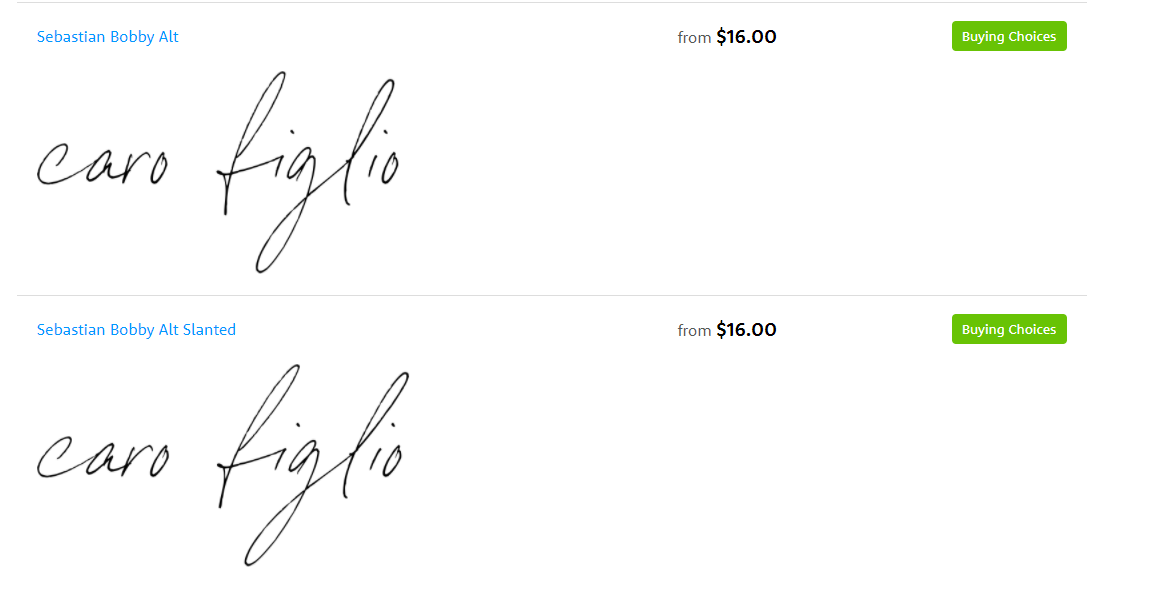 Sebastian Bobby Alt from $16.00 Buying Choices
caro figlio
Sebastian Bobby Alt Slanted from $16.00 Buying Choices
caro figlio